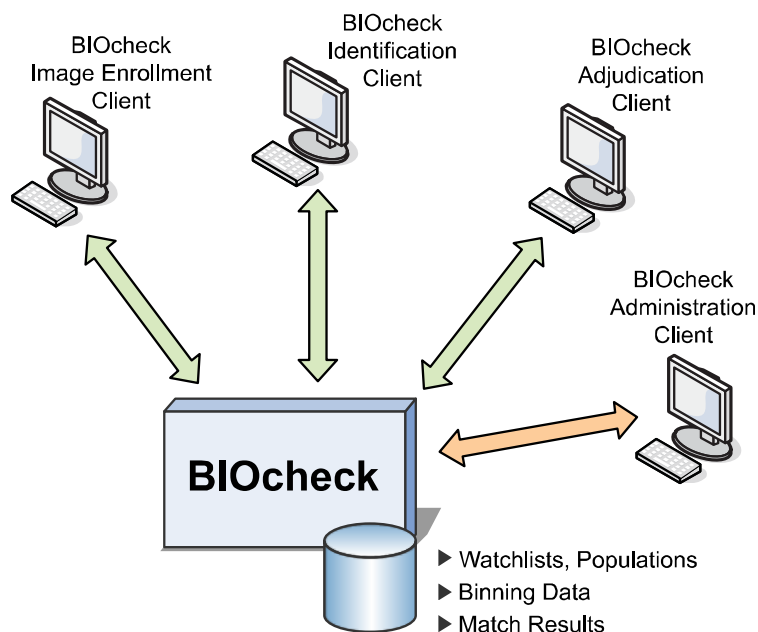 BIOcheck
Image Enrollment
Client
BIOcheck
Identification
Client
BIOcheck
Adjudication
Client
BIOcheck
Administration
Client
BIOcheck
Watchlists, Populations
Binning Data
Match Results